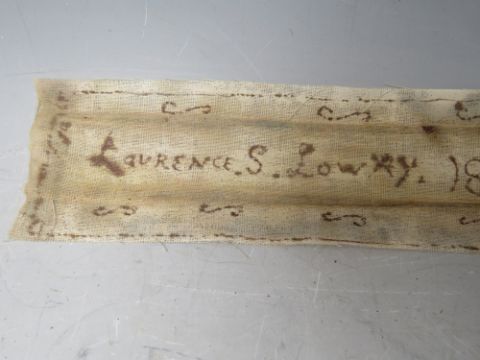 Laurence. S. Lowry. 18